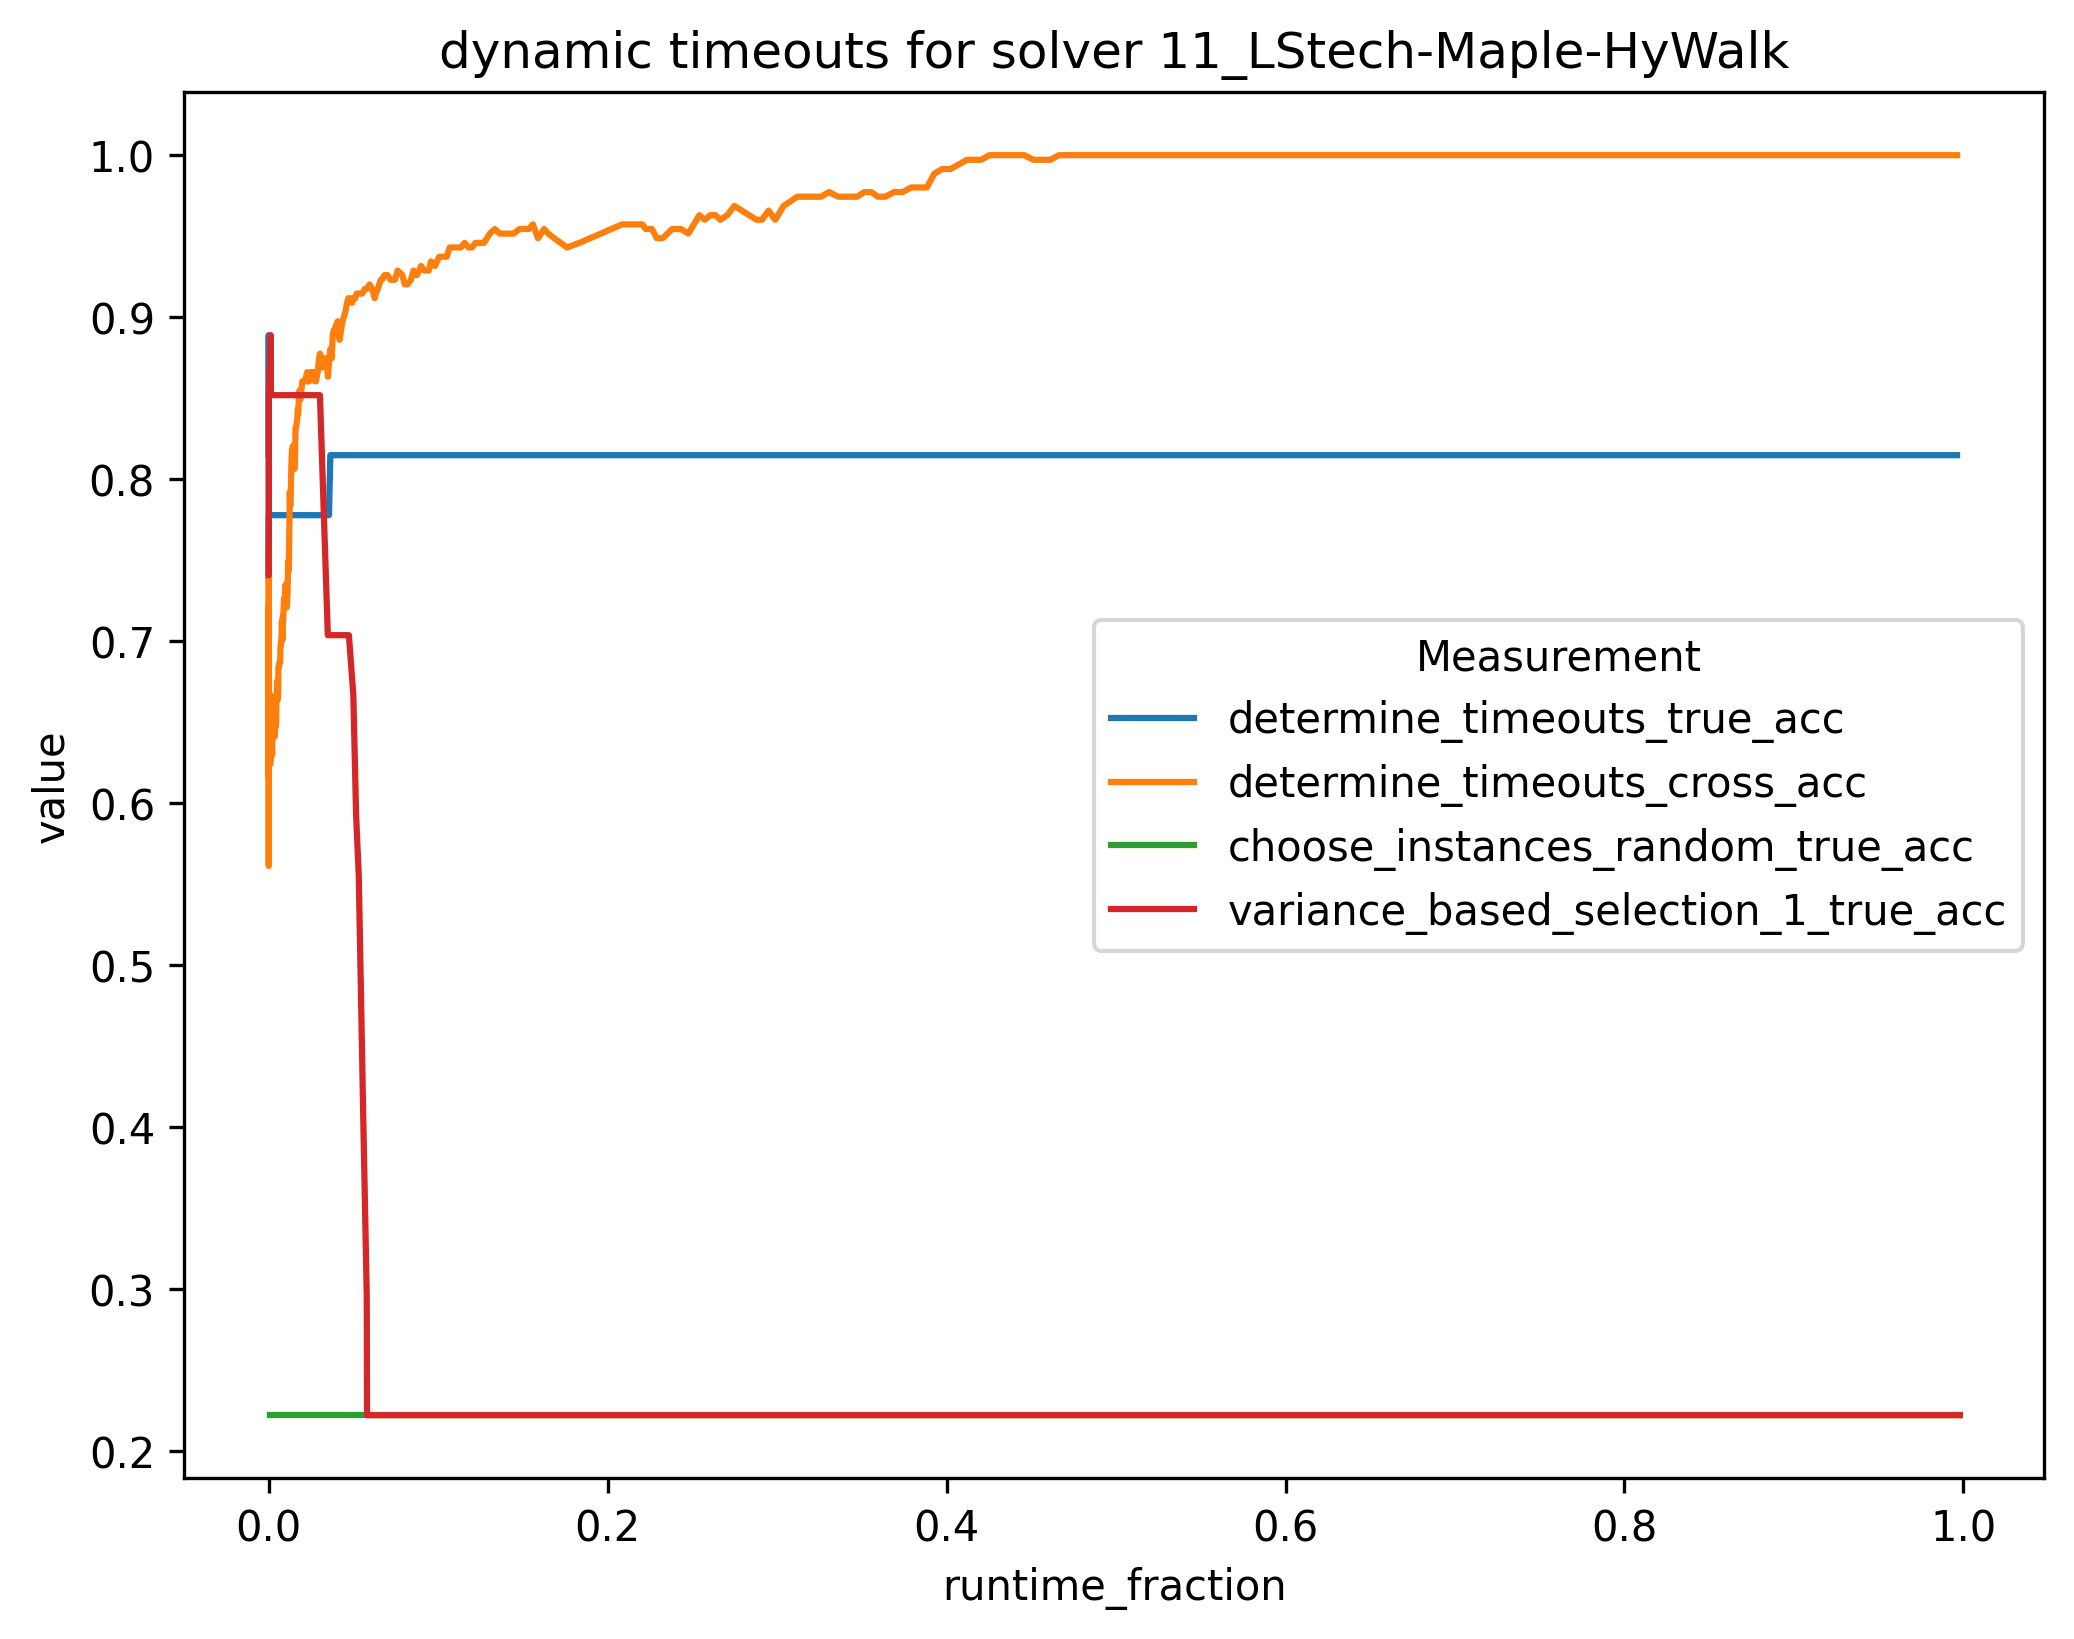 dynamic timeouts for solver 11_LStech-Maple-HyWalk
1.0
0.9
0.8
0.7
0.6
0.5
0.4
0.3
0.2
value
Measurement
determine_timeouts_true_acc
determine_timeouts_cross_acc
choose_instances_random_true_acc
variance_based_selection_1_true_acc
0.0 0.2 0.4 0.6 0.8 1.0
runtime_fraction